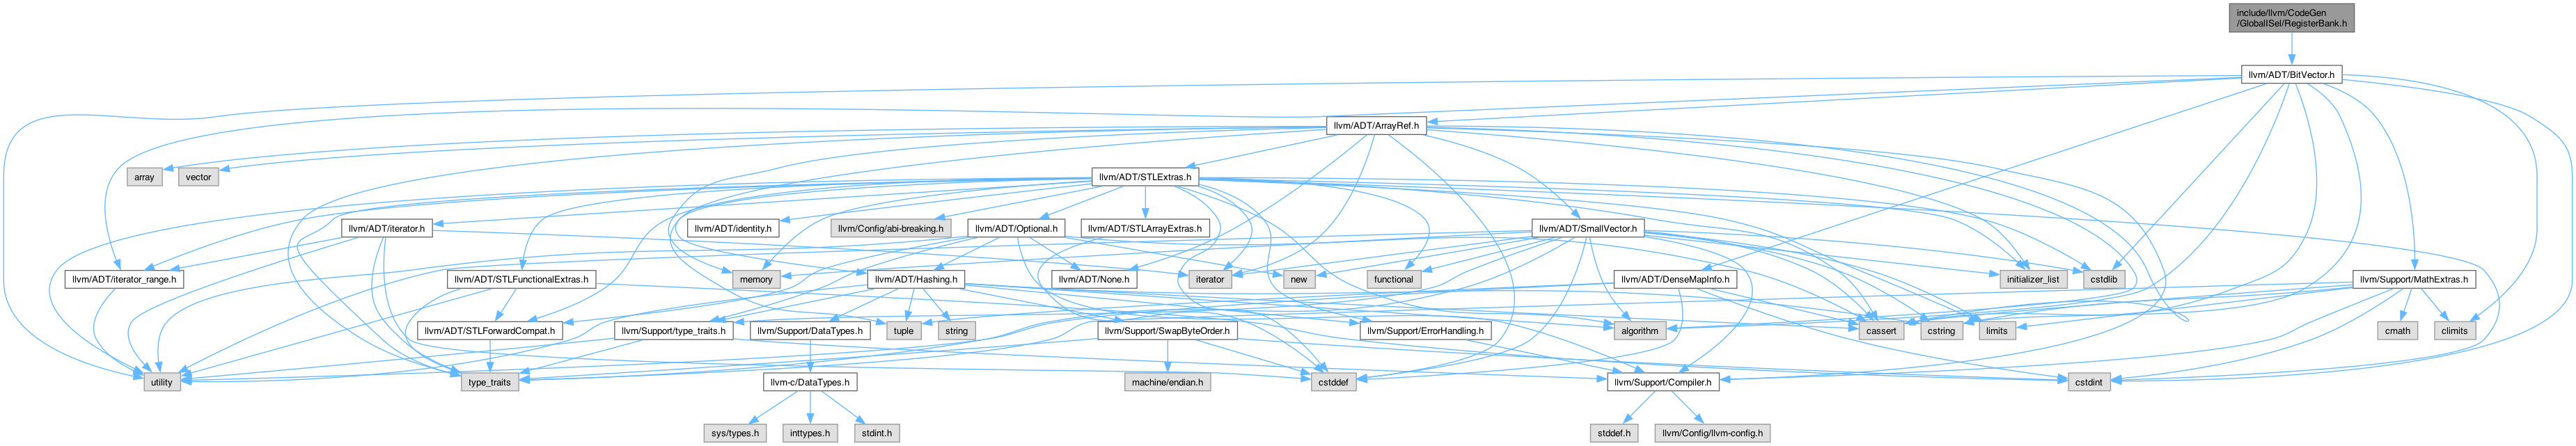 include/llvm/CodeGen
/GlobalISel/RegisterBank.h
llvm/ADT/BitVector.h
llvm/ADT/ArrayRef.h
array
vector
llvm/ADT/STLExtras.h
llvm/ADT/iterator.h
llvm/ADT/identity.h
llvm/Config/abi-breaking.h
llvm/ADT/Optional.h
llvm/ADT/STLArrayExtras.h
llvm/ADT/SmallVector.h
llvm/ADT/iterator_range.h
llvm/ADT/STLFunctionalExtras.h
memory
llvm/ADT/Hashing.h
llvm/ADT/None.h
iterator
new
functional
llvm/ADT/DenseMapInfo.h
initializer_list
cstdlib
llvm/Support/MathExtras.h
llvm/ADT/STLForwardCompat.h
llvm/Support/type_traits.h
llvm/Support/DataTypes.h
tuple
string
llvm/Support/SwapByteOrder.h
llvm/Support/ErrorHandling.h
algorithm
cassert
cstring
limits
cmath
climits
utility
type_traits
llvm-c/DataTypes.h
machine/endian.h
cstddef
llvm/Support/Compiler.h
cstdint
sys/types.h
inttypes.h
stdint.h
stddef.h
llvm/Config/llvm-config.h